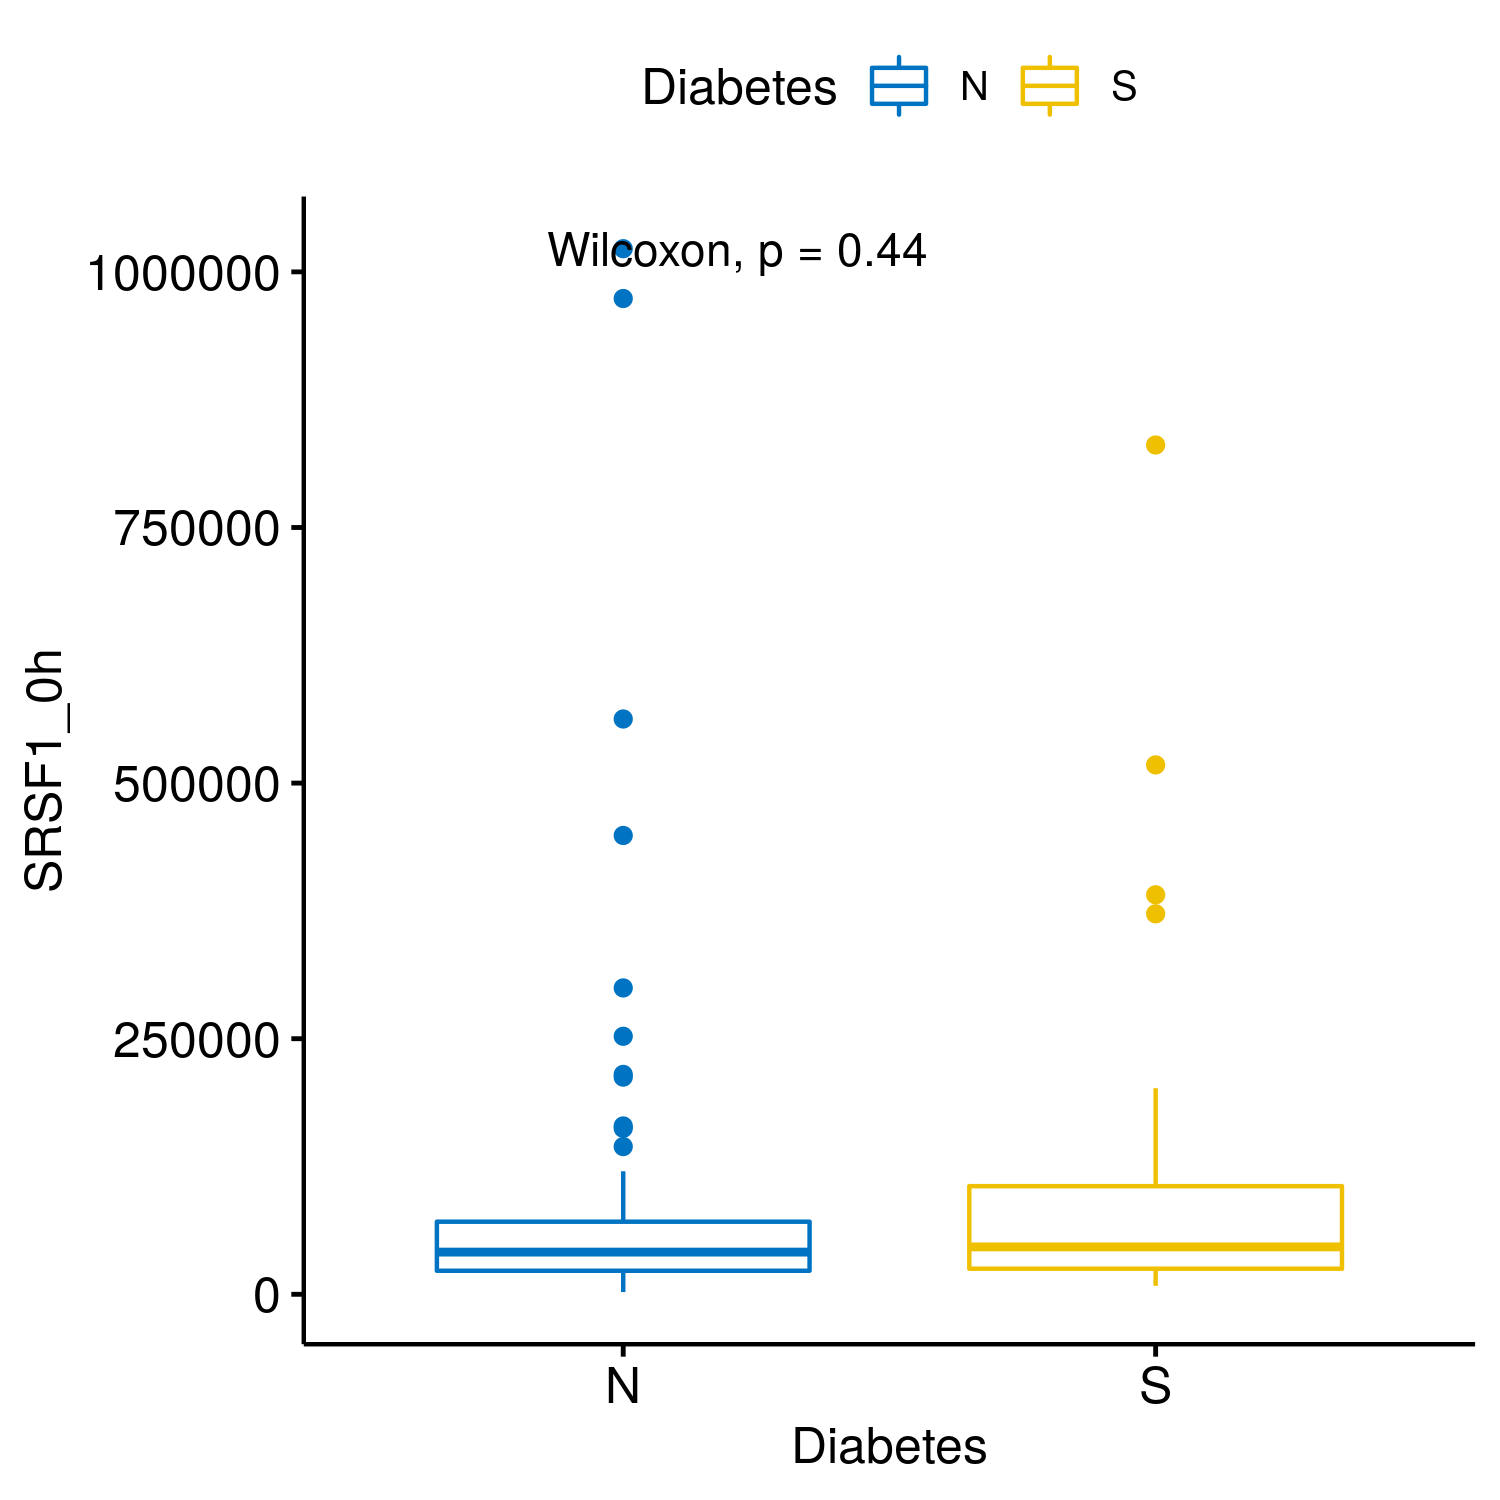 Diabetes N S
Wilcoxon, p = 0.44
1000000
750000
500000
250000
0
SRSF1_0h
N S
Diabetes